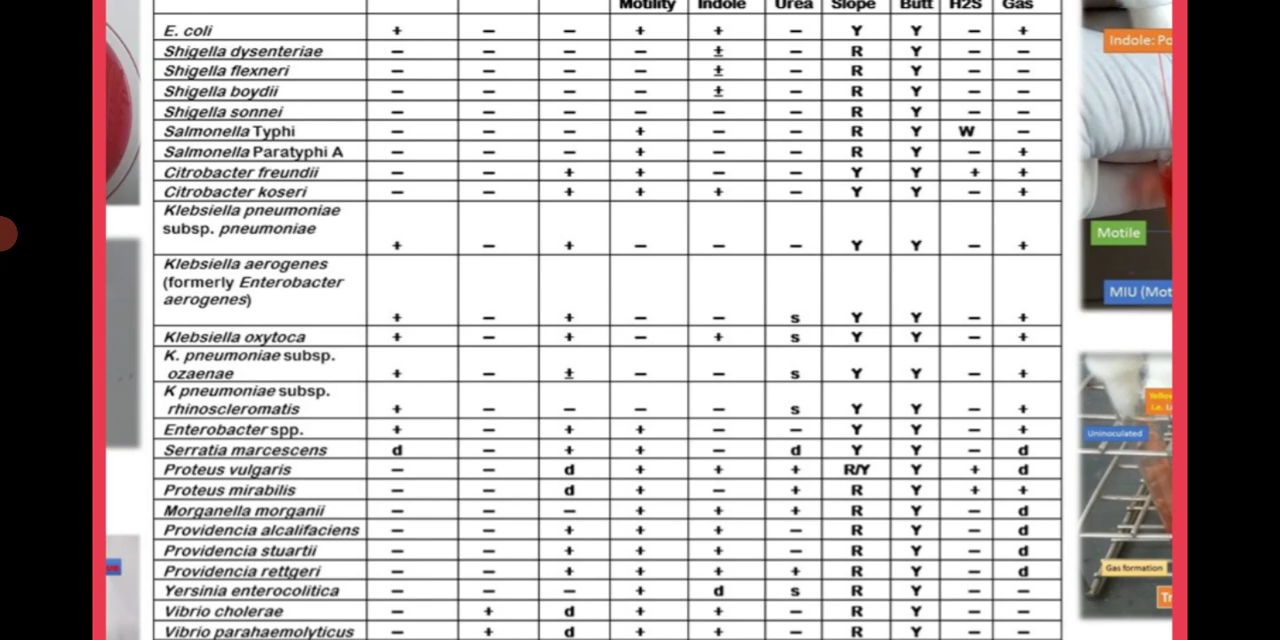 Motility Indole Urea Slope Butt H2S Gas
E. coli + − − + + − Y Y − +
Shigella dysenteriae − − − − ± − R Y − −
Shigella flexneri − − − − ± − R Y − −
Shigella boydii − − − − ± − R Y − −
Shigella sonnei − − − − − − R Y − −
Salmonella Typhi − − − + − − R Y W −
Salmonella Paratyphi A − − − + − − R Y − +
Citrobacter freundii − − + + − − Y Y + +
Citrobacter koseri − − + + + − Y Y − +
Klebsiella pneumoniae
subsp. pneumoniae
+ − + − − − Y Y − +
Klebsiella aerogenes
(formerly Enterobacter
aerogenes)
+ − + − − s Y Y − +
Klebsiella oxytoca + − + − + s Y Y − +
K. pneumoniae subsp.
ozaenae + − ± − − s Y Y − +
K pneumoniae subsp.
rhinoscleromatis + − − − − s Y Y − +
Enterobacter spp. + − + + − − Y Y − +
Serratia marcescens d − + + − d Y Y − d
Proteus vulgaris − − d + + + R/Y Y + d
Proteus mirabilis − − d + − + R Y + +
Morganella morganii − − − + + + R Y − d
Providencia alcalifaciens − − + + + − R Y − d
Providencia stuartii − − + + + − R Y − d
Providencia rettgeri − − + + + + R Y − d
Yersinia enterocolitica − − − + d s R Y − −
Vibrio cholerae − + d + + − R Y − −
Vibrio parahaemolyticus − + d + + − R Y − −
Indole: Po
Motile
MIU (Mot
Yello
i.e. L
Uninoculated
Gas formation
Tr